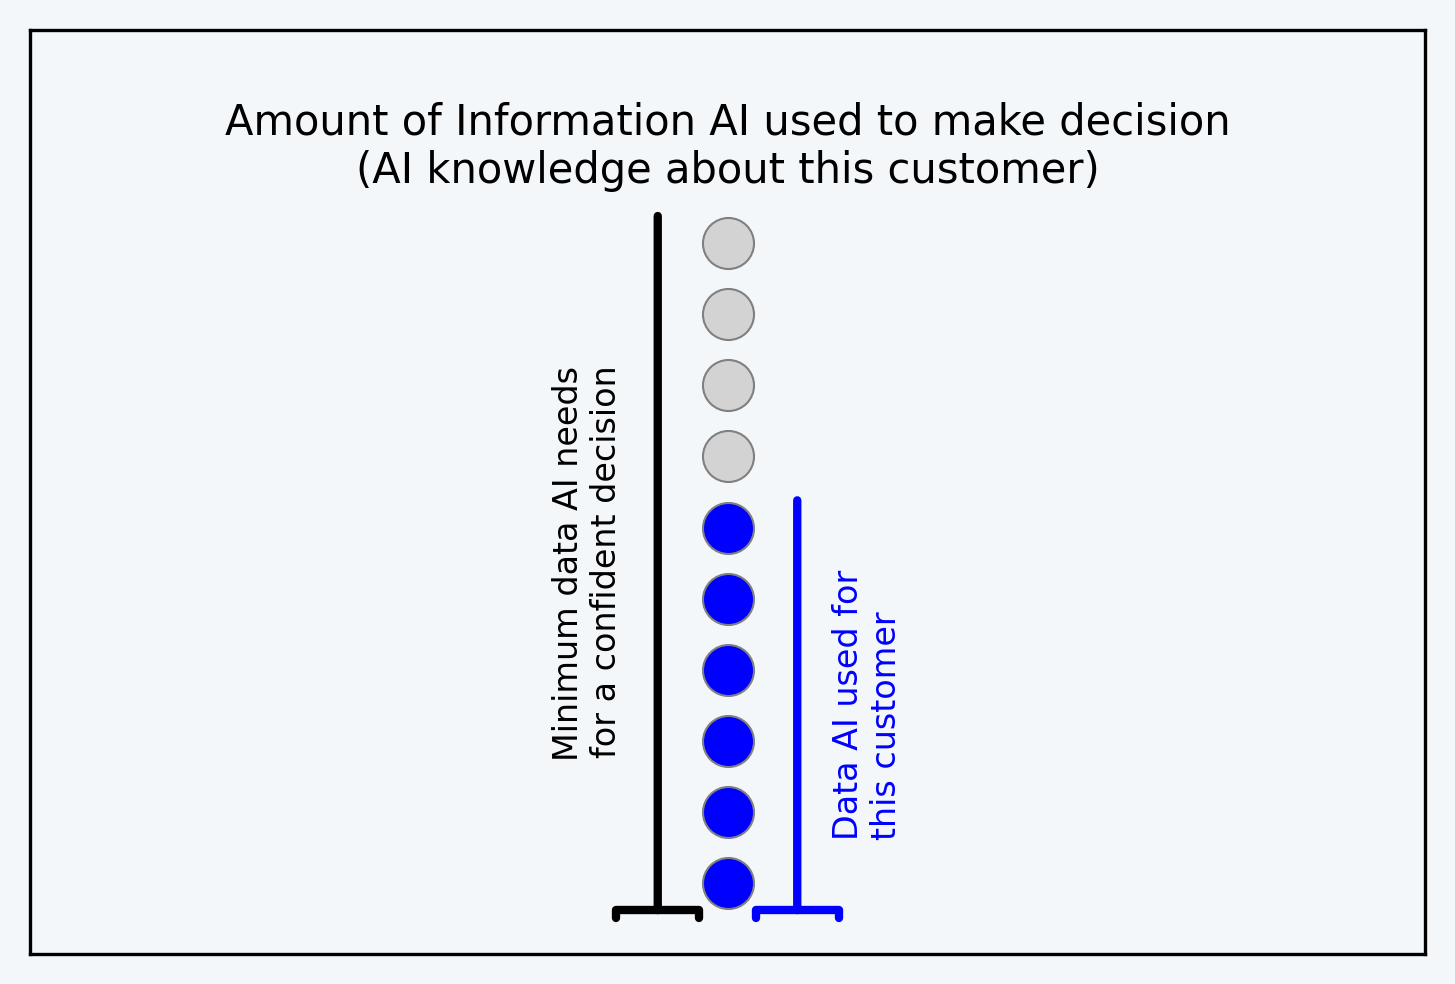 Amount of Information AI used to make decision
(AI knowledge about this customer)
Minimum data AI needs
for a confident decision
Data AI used for
this customer